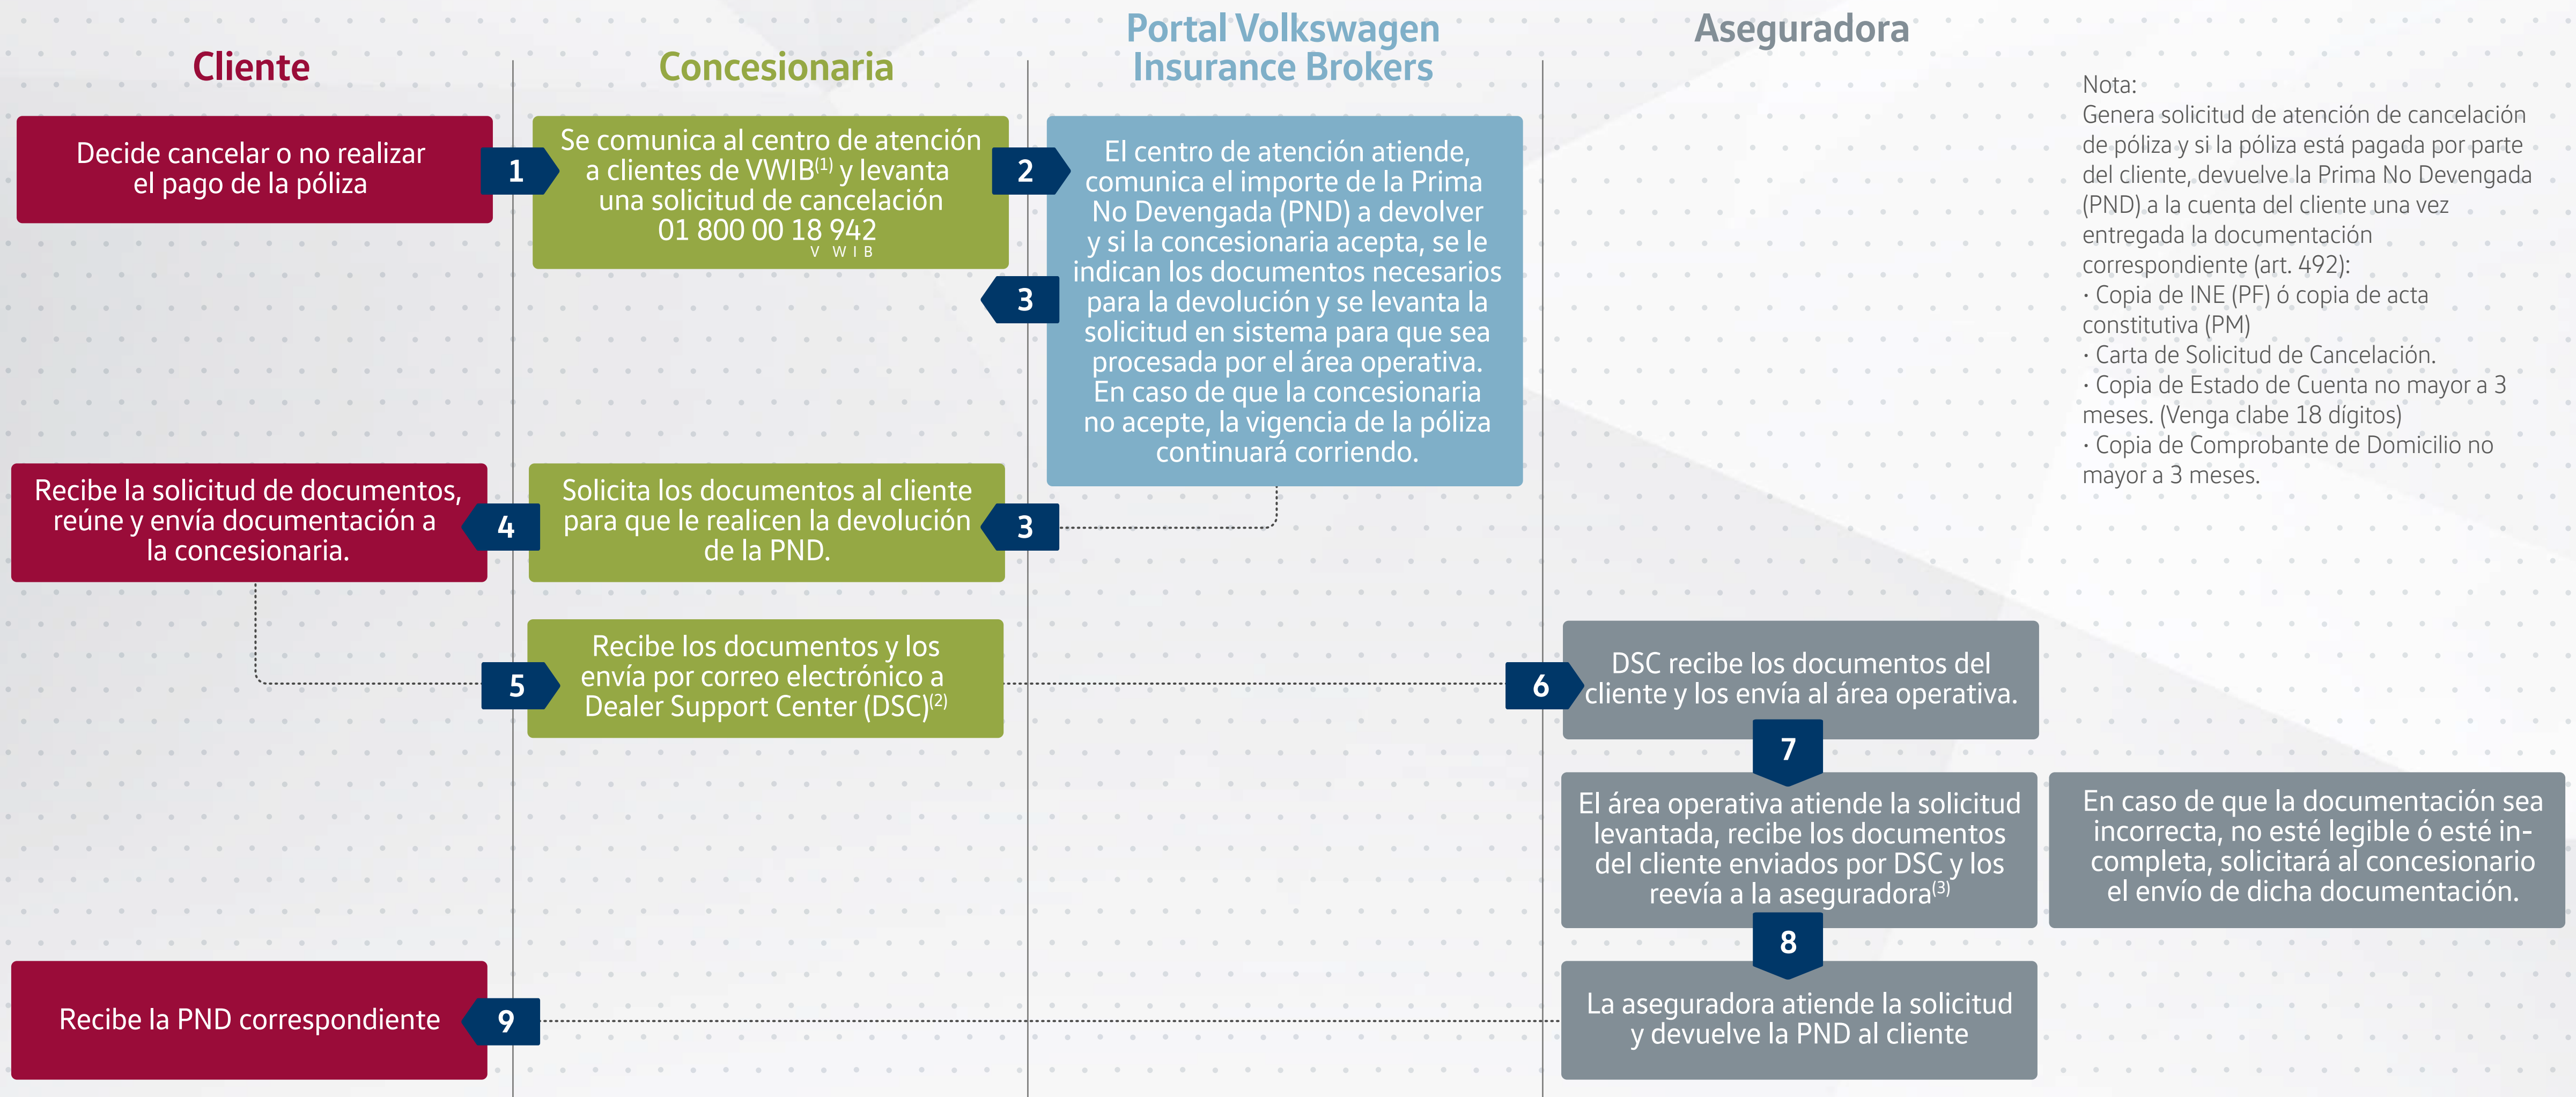 Cliente
Concesionaria
Portal Volkswagen
Insurance Brokers
Aseguradora
Decide cancelar o no realizar
el pago de la póliza
1
Se comunica al centro de atención
a clientes de VWIB(1) y levanta
una solicitud de cancelación
01 800 00 18 942
V W I B
2
El centro de atención atiende,
comunica el importe de la Prima
No Devengada (PND) a devolver
y si la concesionaria acepta, se le
indican los documentos necesarios
para la devolución y se levanta la
solicitud en sistema para que sea
procesada por el área operativa.
En caso de que la concesionaria
no acepte, la vigencia de la póliza
continuará corriendo.
3
Nota:
Genera solicitud de atención de cancelación
de póliza y si la póliza está pagada por parte
del cliente, devuelve la Prima No Devengada
(PND) a la cuenta del cliente una vez
entregada la documentación
correspondiente (art. 492):
· Copia de INE (PF) ó copia de acta
constitutiva (PM)
· Carta de Solicitud de Cancelación.
· Copia de Estado de Cuenta no mayor a 3
meses. (Venga clabe 18 dígitos)
· Copia de Comprobante de Domicilio no
mayor a 3 meses.
Recibe la solicitud de documentos,
reúne y envía documentación a
la concesionaria.
4
Solicita los documentos al cliente
para que le realicen la devolución
de la PND.
3
5
Recibe los documentos y los
envía por correo electrónico a
Dealer Support Center (DSC)(2)
6
DSC recibe los documentos del
cliente y los envía al área operativa.
7
El área operativa atiende la solicitud
levantada, recibe los documentos
del cliente enviados por DSC y los
reevía a la aseguradora(3)
En caso de que la documentación sea
incorrecta, no esté legible ó esté in-
completa, solicitará al concesionario
el envío de dicha documentación.
8
Recibe la PND correspondiente
9
La aseguradora atiende la solicitud
y devuelve la PND al cliente